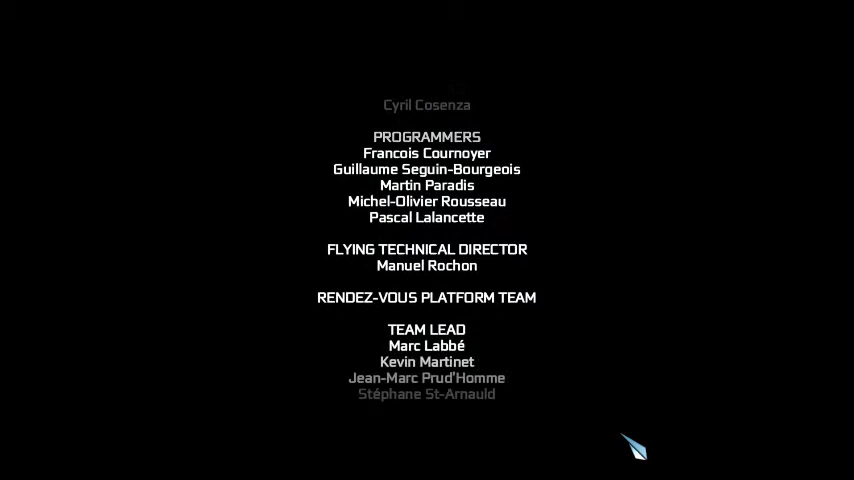 Cyril Cosenza
PROGRAMMERS
Francois Cournoyer
Guillaume Seguin-Bourgeois
Martin Paradis
Michel-Olivier Rousseau
Pascal Lalancette
FLYING TECHNICAL DIRECTOR
Manuel Rochon
RENDEZ-VOUS PLATFORM TEAM
TEAM LEAD
Marc Labbé
Kevin Martinet
Jean-Marc Prud'Homme
Stéphane St-Arnauld